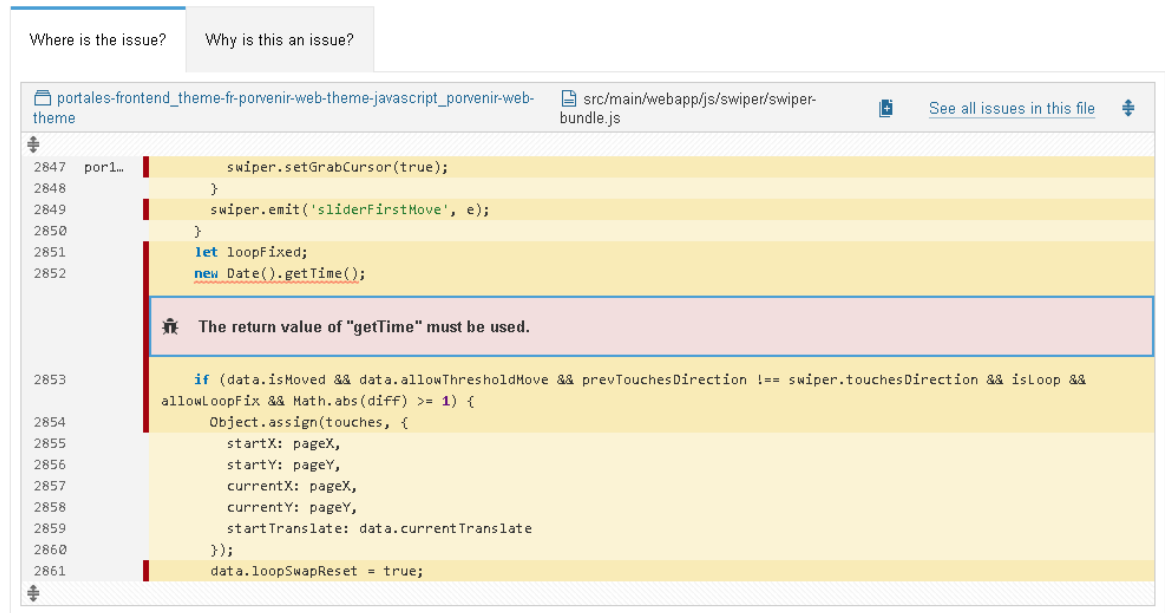 Where is the issue?
Why is this an issue?
portales-frontend_theme-fr-porvenir-web-theme-javascript_porvenir-web-
theme
src/main/webapp/js/swiper/swiper-
bundle.js
See all issues in this file
2847 por1… swiper.setGrabCursor(true);
2848 }
2849 swiper.emit('sliderFirstMove', e);
2850 }
2851 let loopFixed;
2852 new Date().getTime();
The return value of "getTime" must be used.
2853 if (data.isMoved && data.allowThresholdMove && prevTouchesDirection !== swiper.touchesDirection && isLoop &&
allowLoopFix && Math.abs(diff) >= 1) {
2854 Object.assign(touches, {
2855 startX: pageX,
2856 startY: pageY,
2857 currentX: pageX,
2858 currentY: pageY,
2859 startTranslate: data.currentTranslate
2860 });
2861 data.loopSwapReset = true;